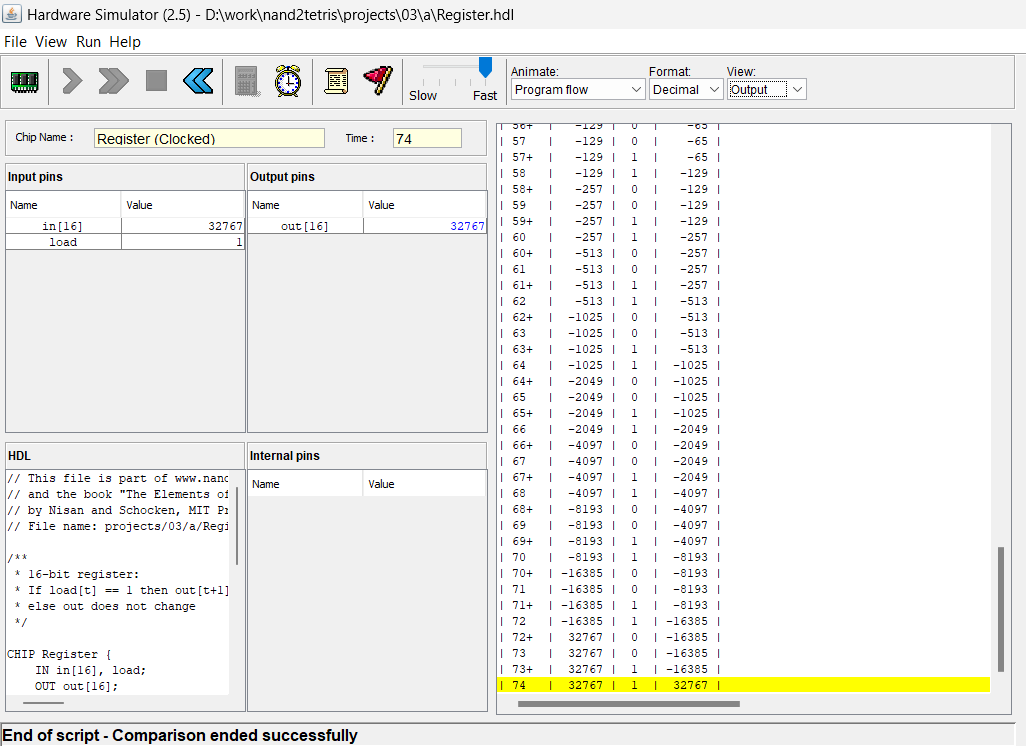 Hardware Simulator (2.5) - D:\work\nand2tetris\projects\03\a\Register.hdl
File View Run Help
Slow Fast
Animate: Format: View:
Program flow Decimal Output
Chip Name : Register (Clocked) Time : 74
Input pins
Name Value
in[16] 32767
load 1
Output pins
Name Value
out[16] 32767
HDL
// This file is part of www.nand
// and the book "The Elements of
// by Nisan and Schocken, MIT Pr
// File name: projects/03/a/Regi
/**
* 16-bit register:
* If load[t] == 1 then out[t+1]
* else out does not change
*/
CHIP Register {
IN in[16], load;
OUT out[16];
Internal pins
Name Value
| 56+ | -129 | 0 | -65 |
| 57 | -129 | 0 | -65 |
| 57+ | -129 | 1 | -65 |
| 58 | -129 | 1 | -129 |
| 58+ | -257 | 0 | -129 |
| 59 | -257 | 0 | -129 |
| 59+ | -257 | 1 | -129 |
| 60 | -257 | 1 | -257 |
| 60+ | -513 | 0 | -257 |
| 61 | -513 | 0 | -257 |
| 61+ | -513 | 1 | -257 |
| 62 | -513 | 1 | -513 |
| 62+ | -1025 | 0 | -513 |
| 63 | -1025 | 0 | -513 |
| 63+ | -1025 | 1 | -513 |
| 64 | -1025 | 1 | -1025 |
| 64+ | -2049 | 0 | -1025 |
| 65 | -2049 | 0 | -1025 |
| 65+ | -2049 | 1 | -1025 |
| 66 | -2049 | 1 | -2049 |
| 66+ | -4097 | 0 | -2049 |
| 67 | -4097 | 0 | -2049 |
| 67+ | -4097 | 1 | -2049 |
| 68 | -4097 | 1 | -4097 |
| 68+ | -8193 | 0 | -4097 |
| 69 | -8193 | 0 | -4097 |
| 69+ | -8193 | 1 | -4097 |
| 70 | -8193 | 1 | -8193 |
| 70+ | -16385 | 0 | -8193 |
| 71 | -16385 | 0 | -8193 |
| 71+ | -16385 | 1 | -8193 |
| 72 | -16385 | 1 | -16385 |
| 72+ | 32767 | 0 | -16385 |
| 73 | 32767 | 0 | -16385 |
| 73+ | 32767 | 1 | -16385 |
| 74 | 32767 | 1 | 32767 |
End of script - Comparison ended successfully